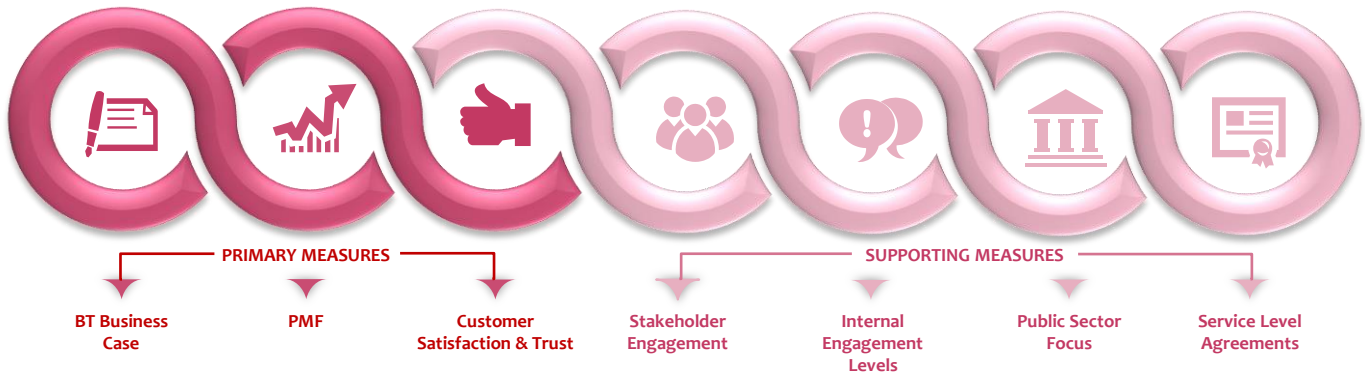 PRIMARY MEASURES
BT Business
Case
PMF
Customer
Satisfaction & Trust
SUPPORTING MEASURES
Stakeholder
Engagement
Internal
Engagement
Levels
Public Sector
Focus
Service Level
Agreements